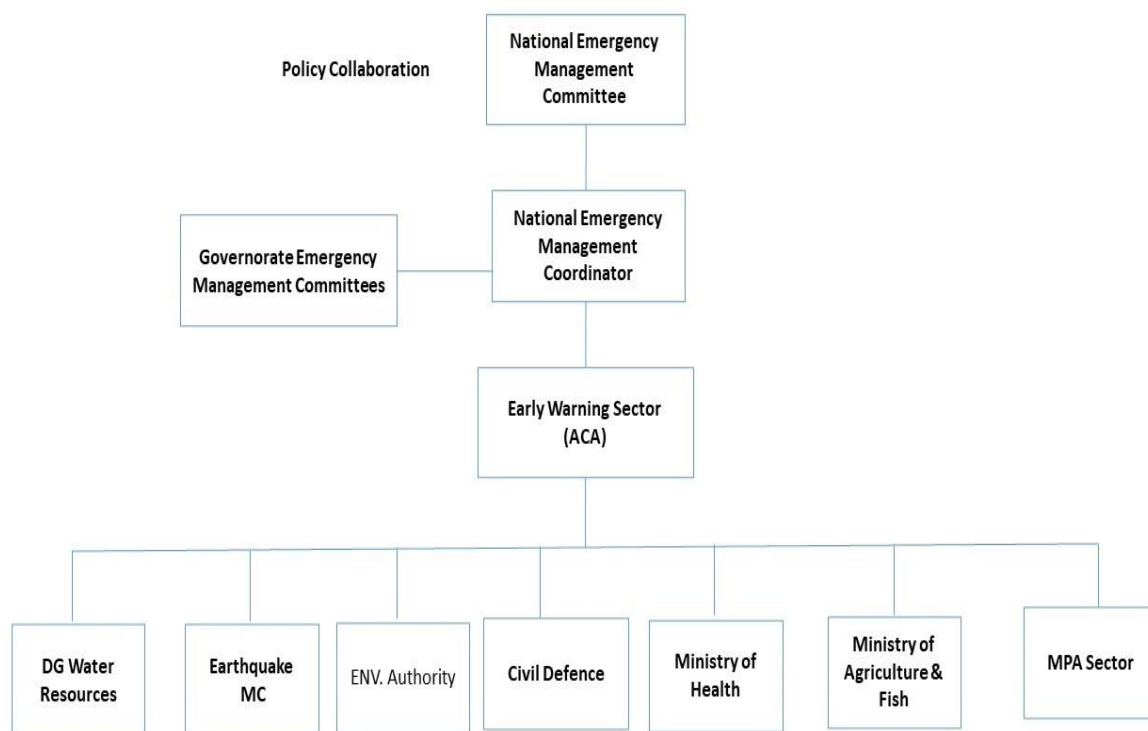 National Emergency
Management
Committee
Policy Collaboration
National Emergency
Management
Coordinator
Governorate Emergency
Management Committees
Early Warning Sector
(ACA)
DG Water
Resources
Earthquake
MC
ENV. Authority
Civil Defence
Ministry of
Health
Ministry of
Agriculture &
Fish
MPA Sector